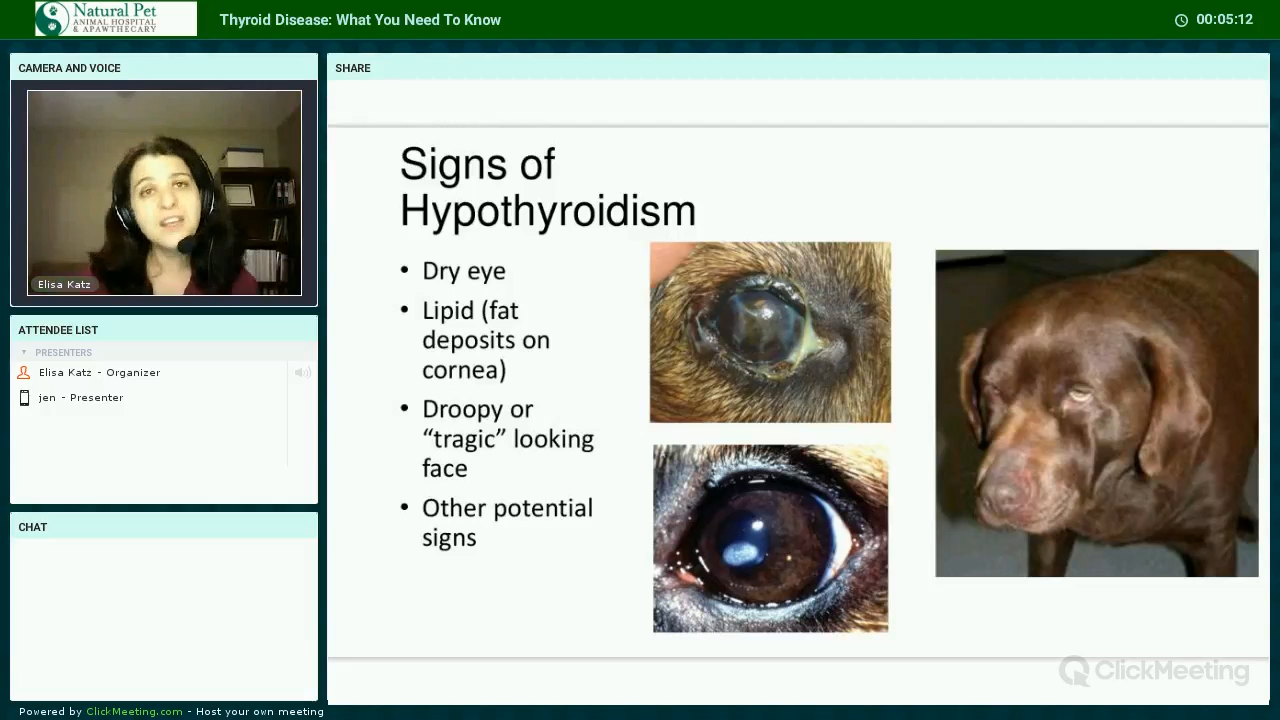 Natural Pet
ANIMAL HOSPITAL
& APAWTHECARY
Thyroid Disease: What You Need To Know
00:05:12
CAMERA AND VOICE
Elisa Katz
ATTENDEE LIST
PRESENTERS
Elisa Katz - Organizer
jen - Presenter
CHAT
SHARE
Signs of
Hypothyroidism
• Dry eye
• Lipid (fat
deposits on
cornea)
• Droopy or
“tragic” looking
face
• Other potential
signs
ClickMeeting
Powered by ClickMeeting.com - Host your own meeting